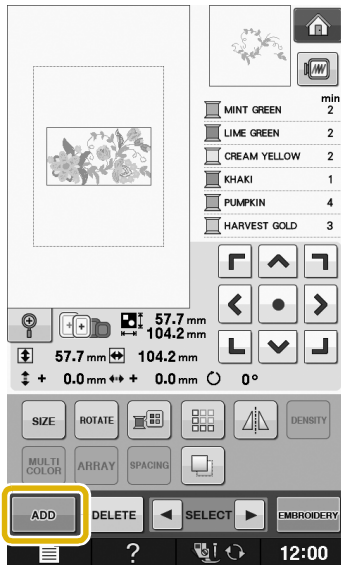 min
MINT GREEN 2
LIME GREEN 2
CREAM YELLOW 2
KHAKI 1
PUMPKIN 4
HARVEST GOLD 3
57.7 mm
104.2 mm
57.7 mm 104.2 mm
+ 0.0 mm + 0.0 mm 0°
SIZE ROTATE DENSITY
MULTI COLOR ARRAY SPACING
ADD DELETE SELECT EMBROIDERY
? 12:00